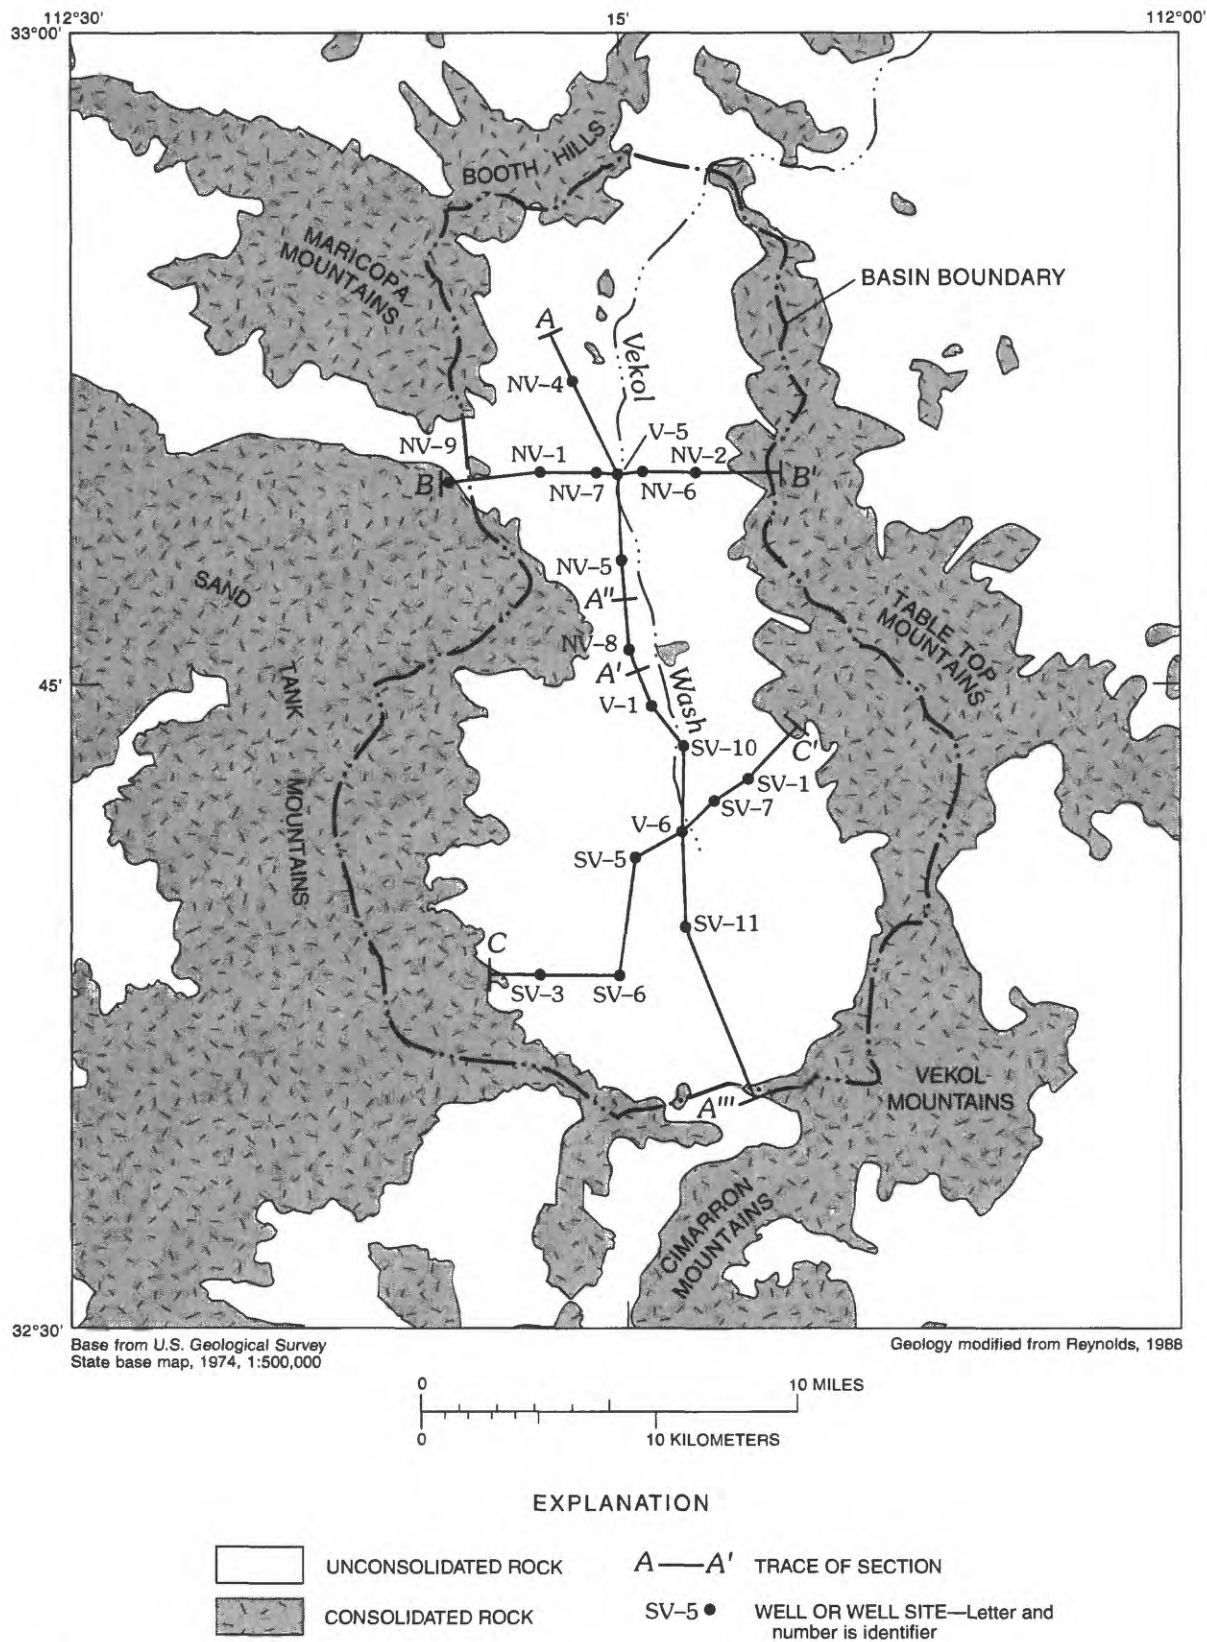 112°30'
15'
112°00'
33°00'
BOOTH HILLS
MARICOPA
MOUNTAINS
BASIN BOUNDARY
A
Vekol
NV–4
V–5
NV–9
NV–1
NV–2
B
NV–7
NV–6
B'
NV–5
SAND
A"
TABLE TOP
MOUNTAINS
NV–8
A'
45'
TANK
V–1
Wash
SV–10
C'
MOUNTAINS
SV–1
SV–7
V–6
SV–5
SV–11
C
SV–3
SV–6
VEKOL
MOUNTAINS
A'''
CIMARRON
MOUNTAINS
32°30'
Base from U.S. Geological Survey
State base map, 1974, 1:500,000
Geology modified from Reynolds, 1988
0
10 MILES
0
10 KILOMETERS
EXPLANATION
UNCONSOLIDATED ROCK
A—A' TRACE OF SECTION
CONSOLIDATED ROCK
SV–5 WELL OR WELL SITE—Letter and
number is identifier